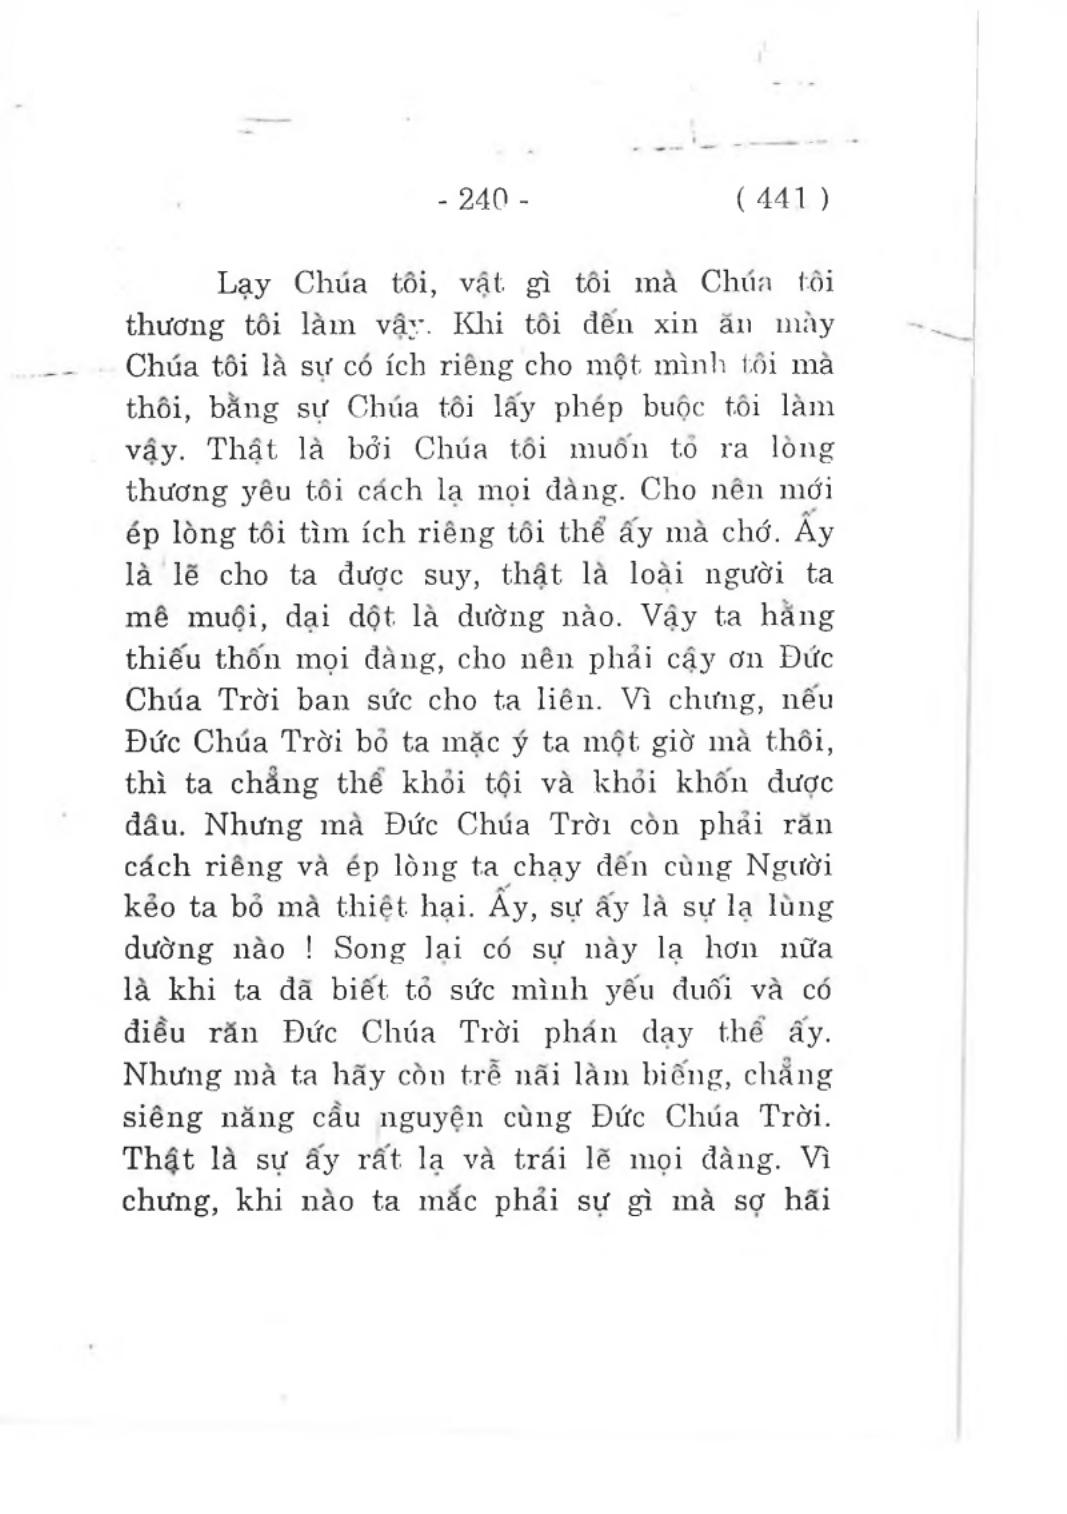 - 240 - ( 441 )
Lạy Chúa tôi, vật gì tôi mà Chúa tôi
thương tôi làm vậy. Khi tôi đến xin ăn mày
Chúa tôi là sự có ích riêng cho một mình tôi mà
thôi, bằng sự Chúa tôi lấy phép buộc tôi làm
vậy. Thật là bởi Chúa tôi muốn tỏ ra lòng
thương yêu tôi cách lạ mọi đàng. Cho nên mới
ép lòng tôi tìm ích riêng tôi thể ấy mà chớ. Ấy
là lẽ cho ta được suy, thật là loài người ta
mê muội, dại dột là dường nào. Vậy ta hằng
thiếu thốn mọi đàng, cho nên phải cậy ơn Đức
Chúa Trời ban sức cho ta liên. Vì chưng, nếu
Đức Chúa Trời bỏ ta mặc ý ta một giờ mà thôi,
thì ta chẳng thể khỏi tội và khỏi khốn được
đâu. Nhưng mà Đức Chúa Trời còn phải răn
cách riêng và ép lòng ta chạy đến cùng Người
kẻo ta bỏ mà thiệt hại. Ấy, sự ấy là sự lạ lùng
dường nào ! Song lại có sự này lạ hơn nữa
là khi ta đã biết tỏ sức mình yếu đuối và có
điều răn Đức Chúa Trời phán dạy thể ấy.
Nhưng mà ta hãy còn trễ nãi làm biếng, chẳng
siêng năng cầu nguyện cùng Đức Chúa Trời.
Thật là sự ấy rất lạ và trái lẽ mọi đàng. Vì
chưng, khi nào ta mắc phải sự gì mà sợ hãi